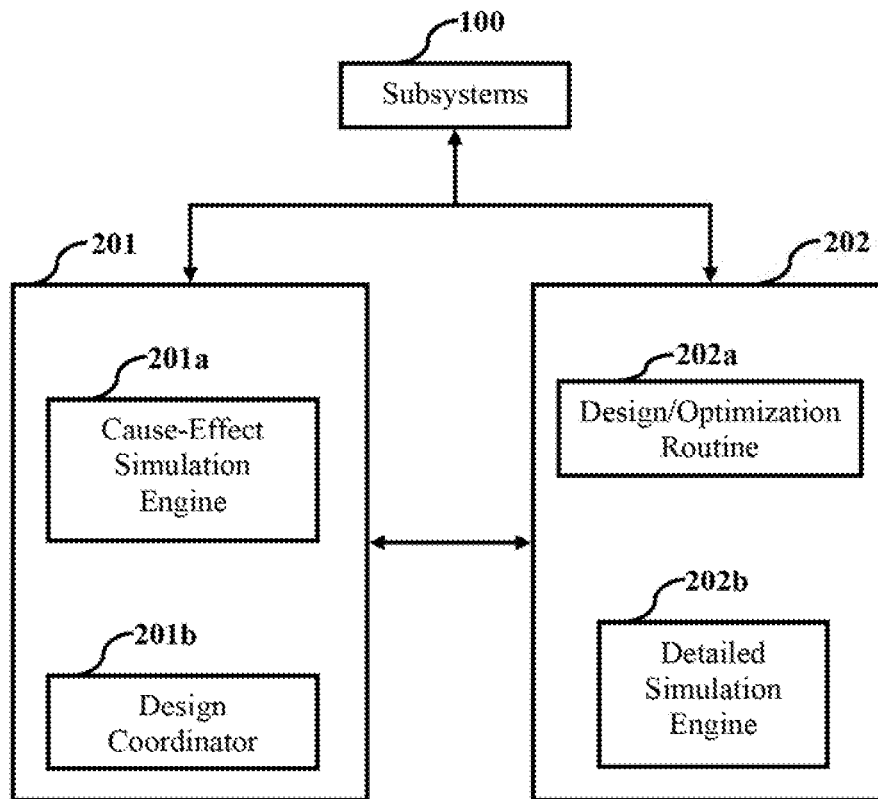 100
Subsystems
201
202
201a
Cause-Effect
Simulation
Engine
202a
Design/Optimization
Routine
201b
Design
Coordinator
202b
Detailed
Simulation
Engine